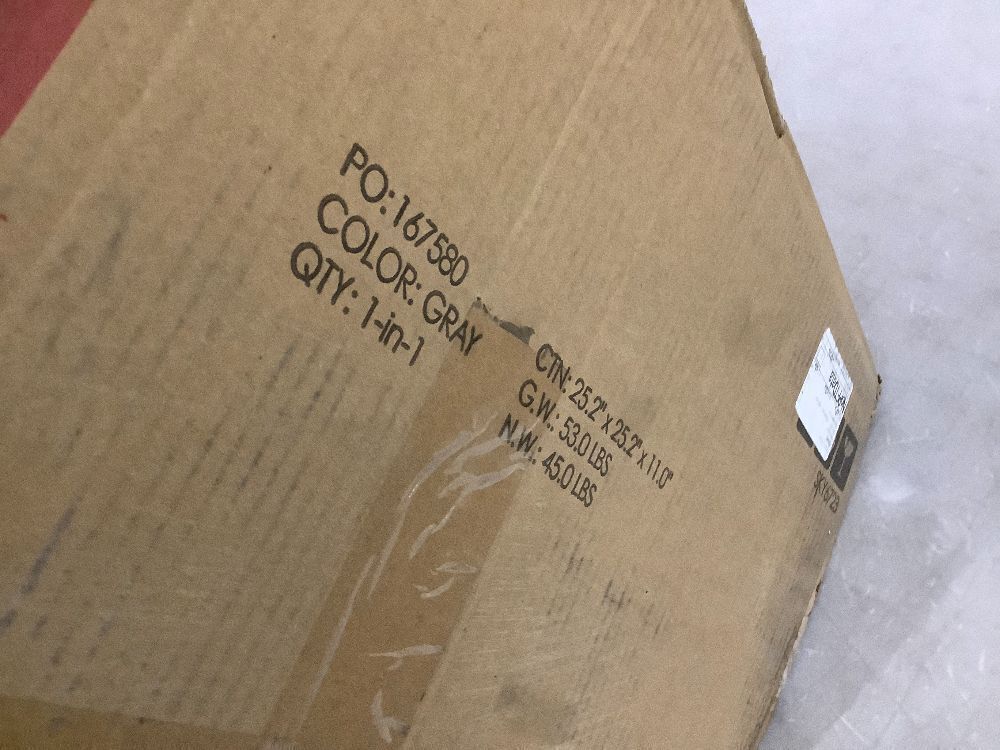 PO: 167580
COLOR: GRAY
QTY: 1-in-1
CTN: 25.2" x 25.2" x 11.0"
G.W.: 53.0 LBS
N.W.: 45.0 LBS